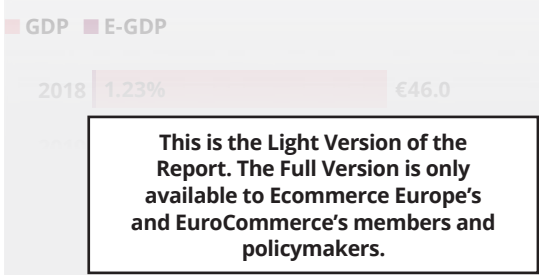 GDP E-GDP
2018 1.23% €46.0
This is the Light Version of the
Report. The Full Version is only
available to Ecommerce Europe's
and EuroCommerce's members and
policymakers.